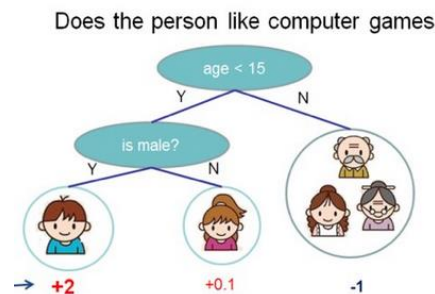 Does the person like computer games
age < 15
Y
N
is male?
Y
N
+2
+0.1
-1